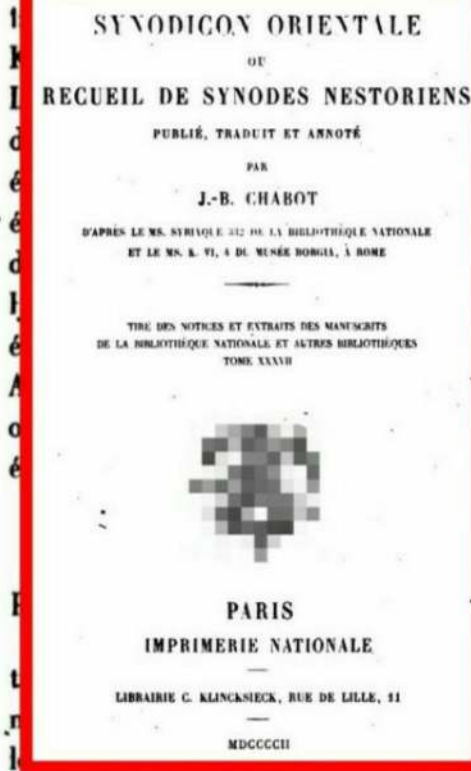 SYNODICON ORIENTALE
OU
RECUEIL DE SYNODES NESTORIENS
PUBLIÉ, TRADUIT ET ANNOTÉ
PAR
J.-B. CHABOT
D'APRÈS LE MS. SYRIAQUE 332 DE LA BIBLIOTHÈQUE NATIONALE
ET LE MS. K. VI, 4 DU MUSÉE BORGIA, À ROME
TIRÉ DES NOTICES ET EXTRAITS DES MANUSCRITS
DE LA BIBLIOTHÈQUE NATIONALE ET AUTRES BIBLIOTHÈQUES
TOME XXXVII
PARIS
IMPRIMERIE NATIONALE
LIBRAIRIE C. KLINCKSIECK, RUE DE LILLE, 11
MDCCCCII